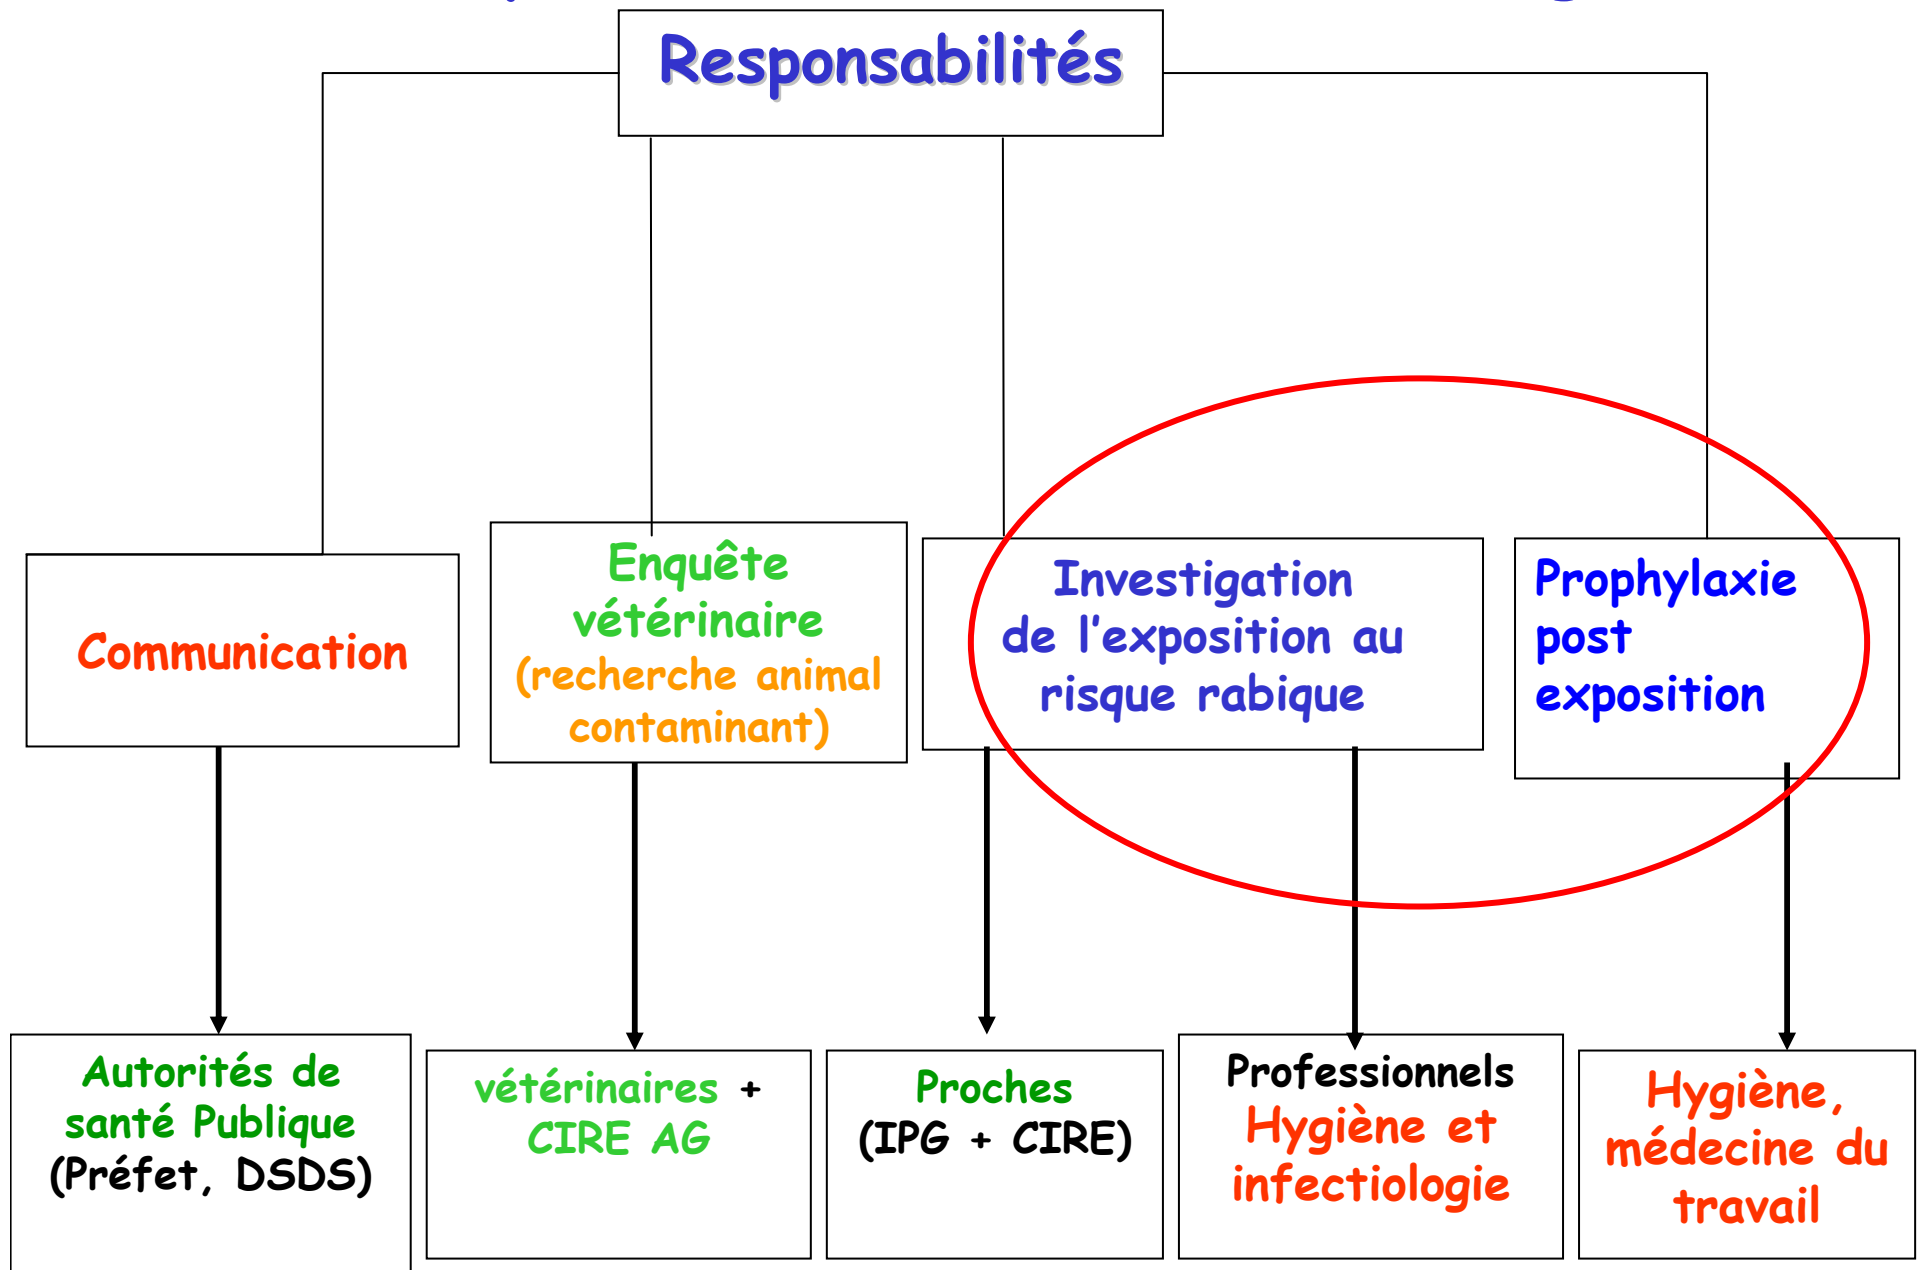 Responsabilités
Communication
Enquête
vétérinaire
(recherche animal
contaminant)
Investigation
de l'exposition au
risque rabique
Prophylaxie
post
exposition
Autorités de
santé Publique
(Préfet, DSDS)
vétérinaires +
CIRE AG
Proches
(IPG + CIRE)
Professionnels
Hygiène et
infectiologie
Hygiène,
médecine du
travail